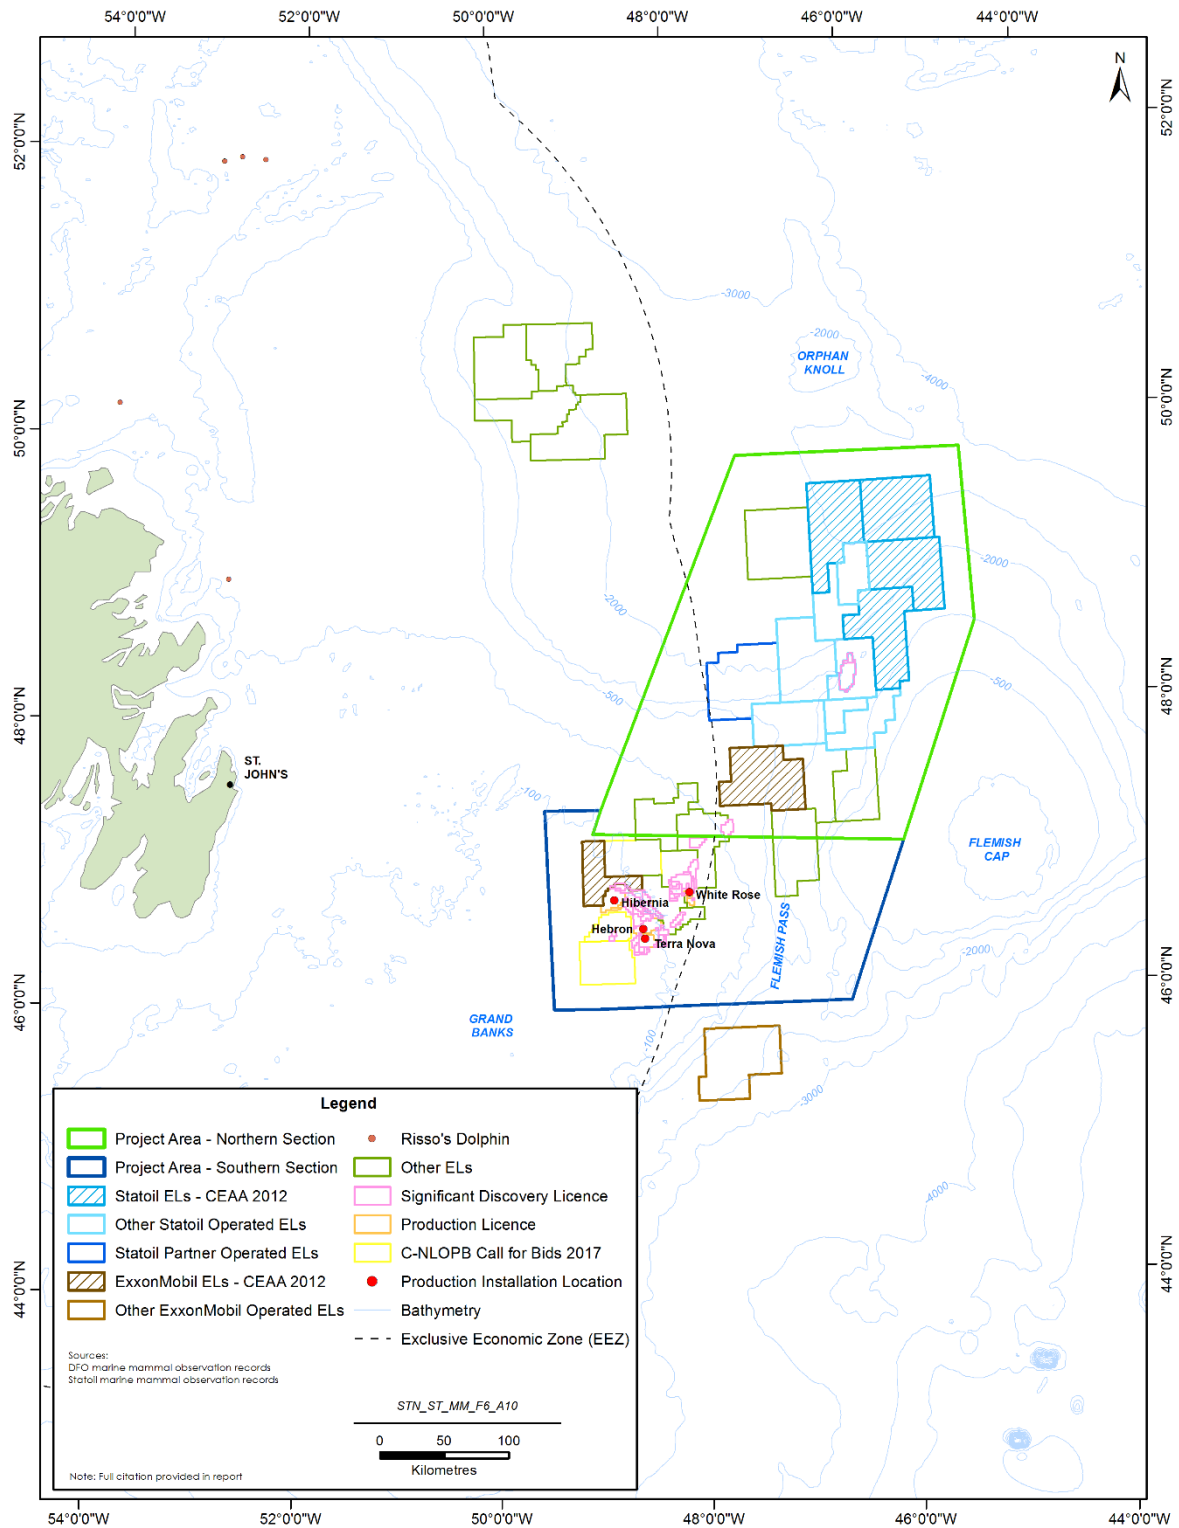 54°0'0"W 52°0'0"W 50°0'0"W 48°0'0"W 46°0'0"W 44°0'0"W
N
52°0'0"N
52°0'0"N
-3000
-2000
ORPHAN
KNOLL
-4000
50°0'0"N
50°0'0"N
-2000
-2000
-500
-500
48°0'0"N
48°0'0"N
ST.
JOHN'S
-100
FLEMISH
CAP
White Rose
Hibernia
Hebron
Terra Nova
FLEMISH PASS
-2000
46°0'0"N
46°0'0"N
GRAND
BANKS
-100
-3000
-4000
44°0'0"N
44°0'0"N
Legend
Project Area - Northern Section
Project Area - Southern Section
Statoil ELs - CEAA 2012
Other Statoil Operated ELs
Statoil Partner Operated ELs
ExxonMobil ELs - CEAA 2012
Other ExxonMobil Operated ELs
Risso's Dolphin
Other ELs
Significant Discovery Licence
Production Licence
C-NLOPB Call for Bids 2017
Production Installation Location
Bathymetry
Exclusive Economic Zone (EEZ)
Sources:
DFO marine mammal observation records
Statoil marine mammal observation records
STN_ST_MM_F6_A10
0 50 100
Kilometres
Note: Full citation provided in report
54°0'0"W 52°0'0"W 50°0'0"W 48°0'0"W 46°0'0"W 44°0'0"W